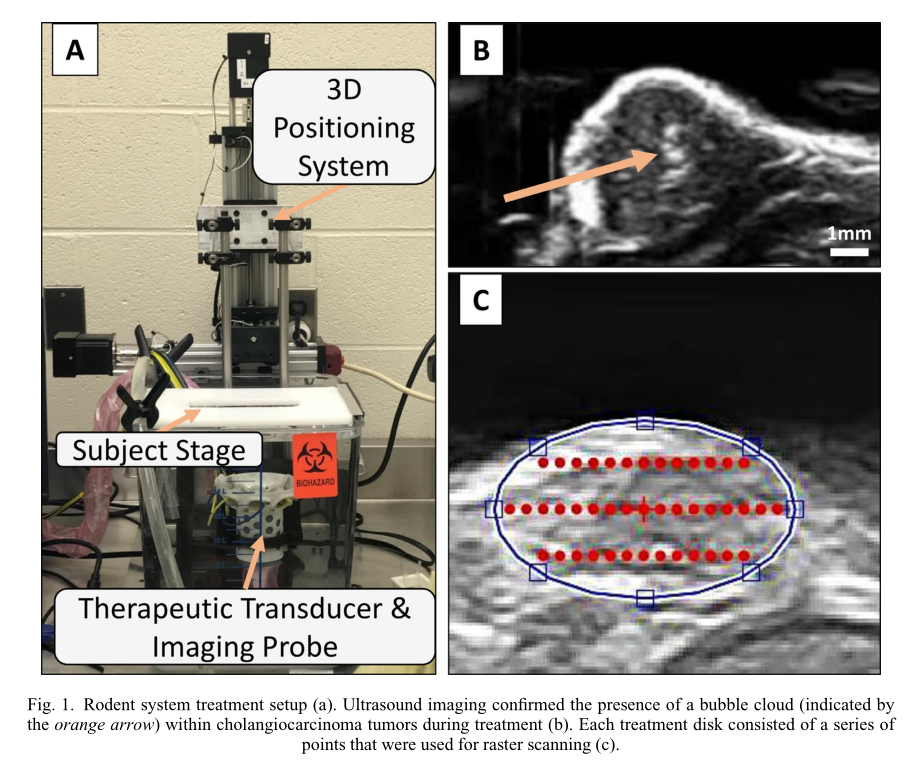 A
3D
Positioning
System
Subject Stage
BIOHAZARD
Therapeutic Transducer &
Imaging Probe
B
1mm
C
Fig. 1. Rodent system treatment setup (a). Ultrasound imaging confirmed the presence of a bubble cloud (indicated by
the orange arrow) within cholangiocarcinoma tumors during treatment (b). Each treatment disk consisted of a series of
points that were used for raster scanning (c).